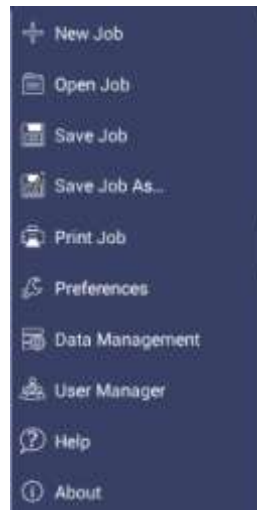 New Job
Open Job
Save Job
Save Job As...
Print Job
Preferences
Data Management
User Manager
Help
About